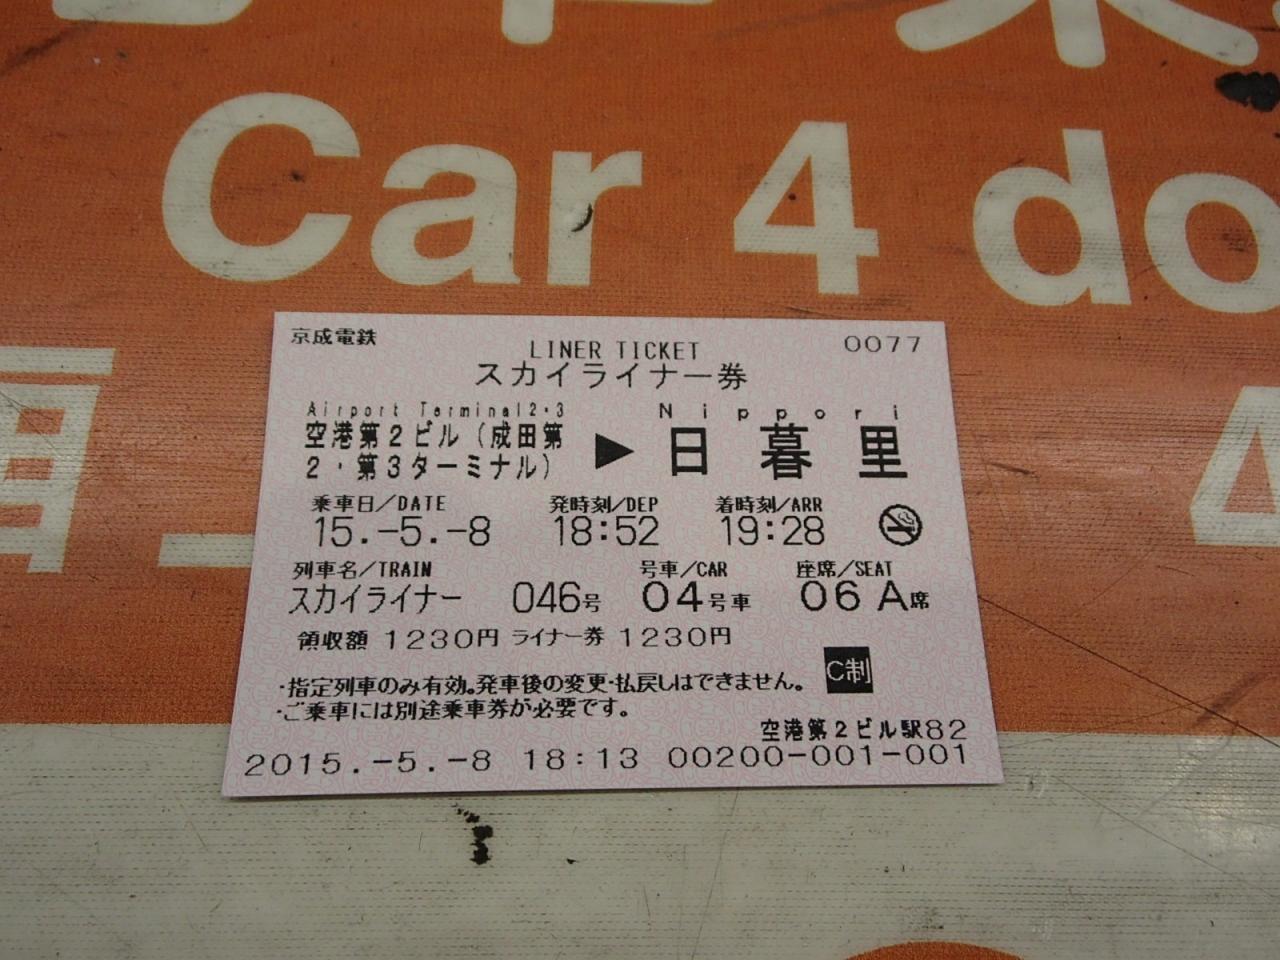 Car 4 do
京成電鉄
0077
LINER TICKET
スカイライナー券
Airport Terminal2・3
Nippori
空港第2ビル(成田第
2・第3ターミナル)
▶ 日暮里
乗車日/DATE 発時刻/DEP 着時刻/ARR
15.-5.-8 18:52 19:28
列車名/TRAIN 号車/CAR 座席/SEAT
スカイライナー 046号 04号車 06 A席
領収額 1230円 ライナー券 1230円
C制
・指定列車のみ有効。発車後の変更・払戻しはできません。
・ご乗車には別途乗車券が必要です。
空港第2ビル駅82
2015.-5.-8 18:13 00200-001-001